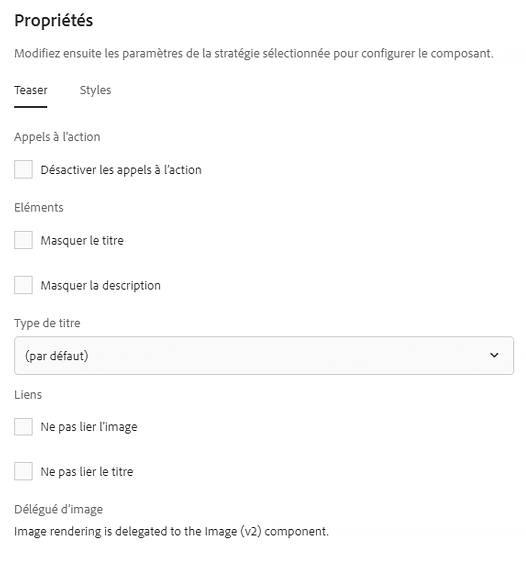 Propriétés
Modifiez ensuite les paramètres de la stratégie sélectionnée pour configurer le composant.
Teaser Styles
Appels à l'action
Désactiver les appels à l'action
Eléments
Masquer le titre
Masquer la description
Type de titre
(par défaut)
Liens
Ne pas lier l'image
Ne pas lier le titre
Délégué d'image
Image rendering is delegated to the Image (v2) component.